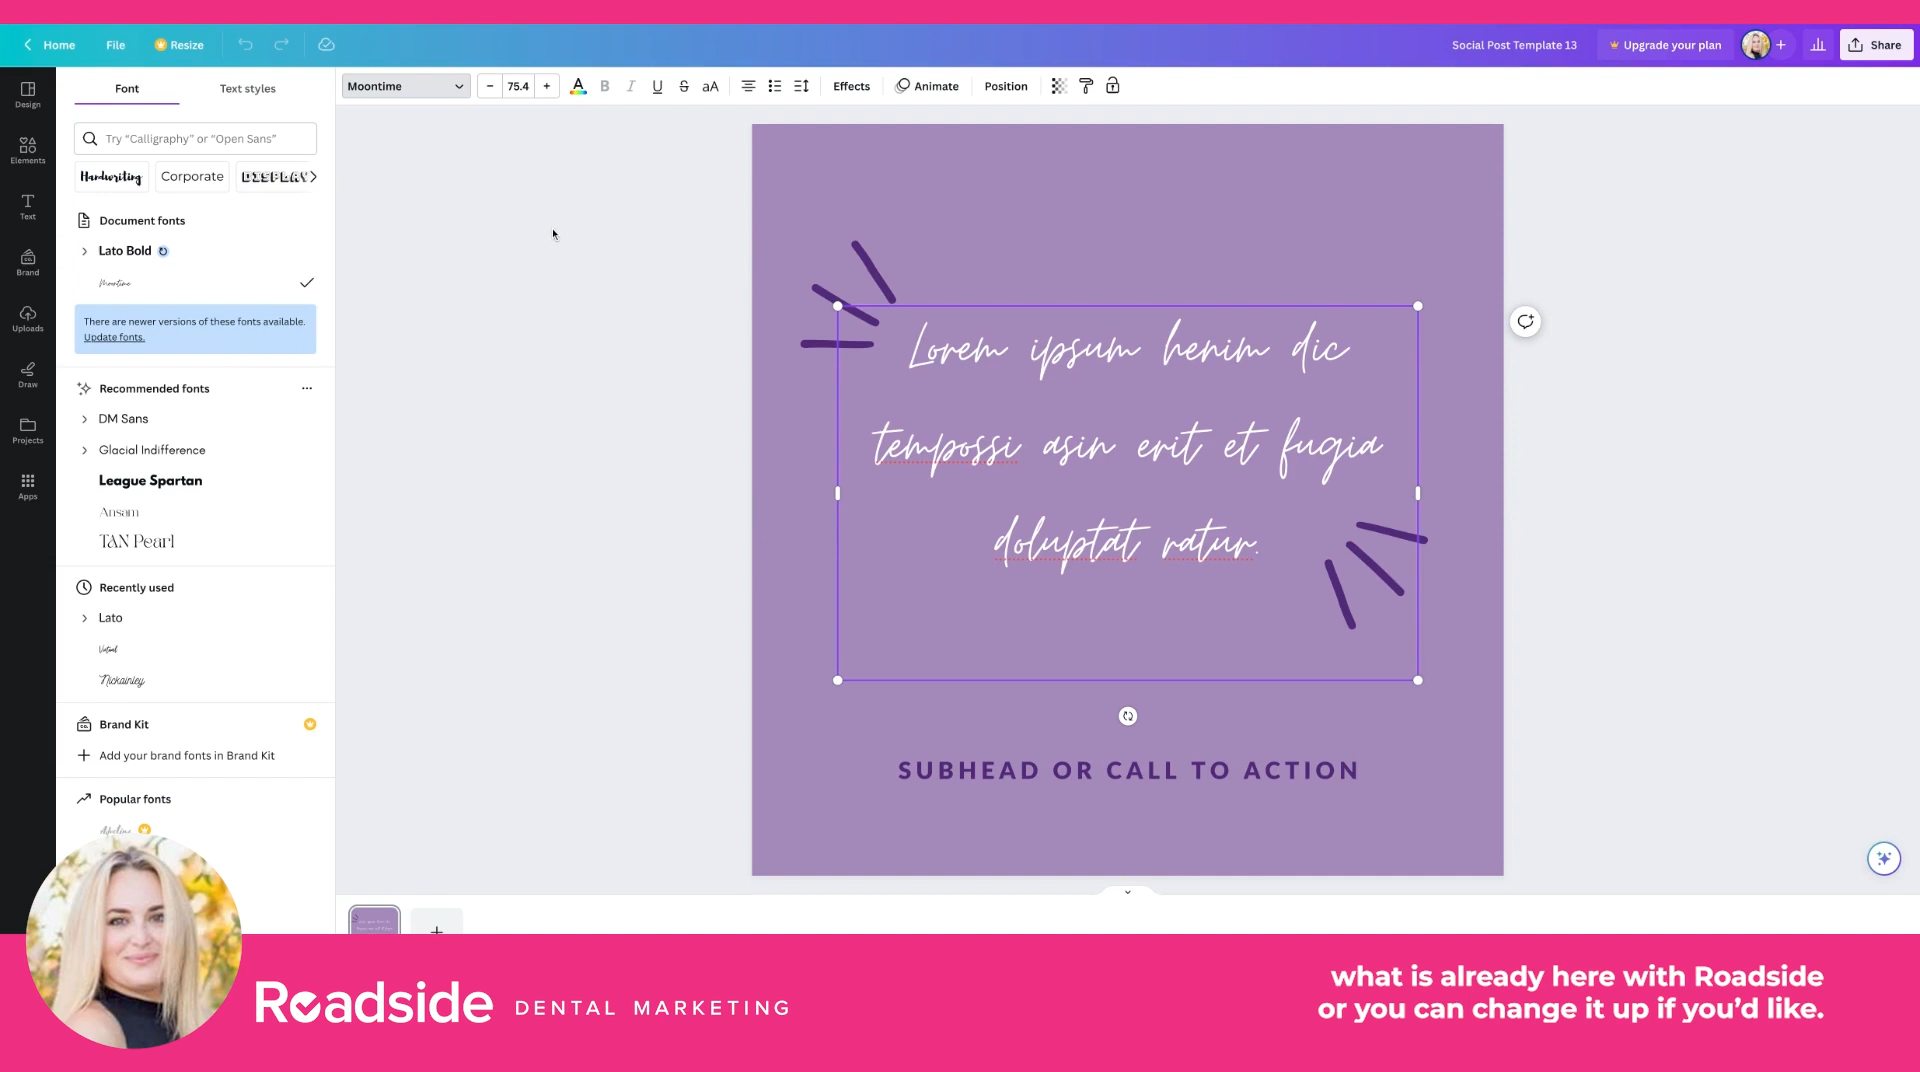 Home File Resize Social Post Template 13 Upgrade your plan Share
Design
Elements
Text
Brand
Uploads
Draw
Projects
Apps
Font Text styles
Try “Calligraphy” or “Open Sans”
Handwriting Corporate DISPLAY
Document fonts
Lato Bold
Moontime
There are newer versions of these fonts available.
Update fonts.
Recommended fonts
DM Sans
Glacial Indifference
League Spartan
Ansam
TAN Pearl
Recently used
Lato
Virtual
Nickainley
Brand Kit
Add your brand fonts in Brand Kit
Popular fonts
Moontime 75.4 A B I U S aA Effects Animate Position
Lorem ipsum henim dic
tempossi asin erit et fugia
doluptat ratur.
SUBHEAD OR CALL TO ACTION
Roadside DENTAL MARKETING
what is already here with Roadside
or you can change it up if you’d like.